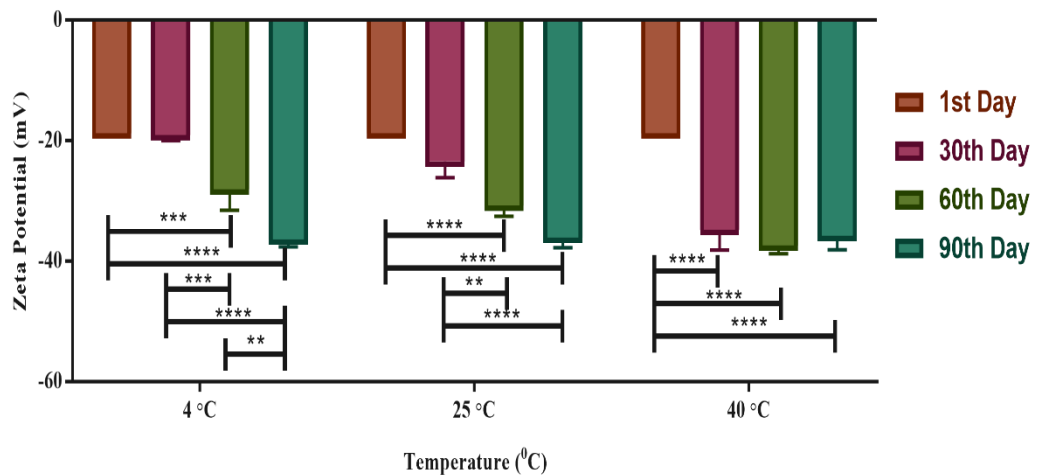 0
-20
-40
-60
Zeta Potential (mV)
***
****
***
****
**
****
****
**
****
****
****
****
4 °C
25 °C
40 °C
Temperature (⁰C)
1st Day
30th Day
60th Day
90th Day